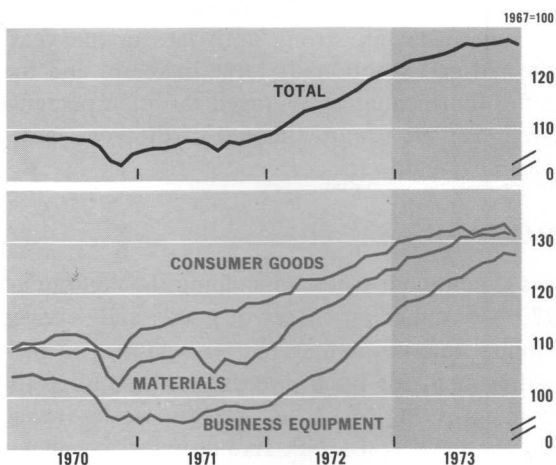 1967=100
120
TOTAL
110
0
130
CONSUMER GOODS
120
110
MATERIALS
100
BUSINESS EQUIPMENT
0
1970 1971 1972 1973